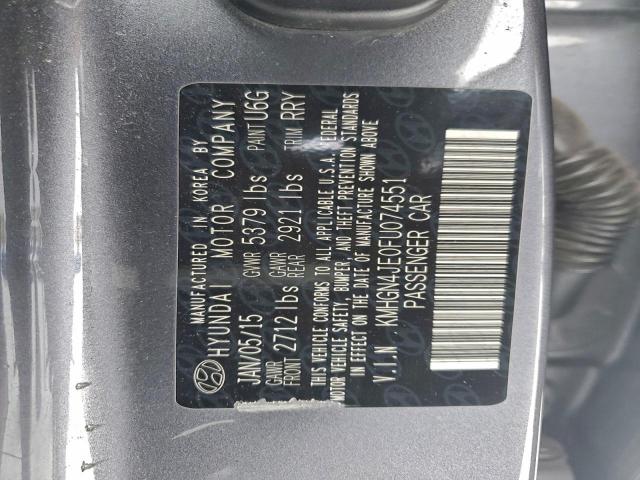 MANUFACTURED IN KOREA BY
HYUNDAI MOTOR COMPANY
JAN/05/15 GVWR 5379 lbs PAINT U6G
GAWR FRONT 2712 lbs GAWR REAR 2921 lbs TRIM RRY
THIS VEHICLE CONFORMS TO ALL APPLICABLE U.S.A. FEDERAL
MOTOR VEHICLE SAFETY, BUMPER, AND THEFT PREVENTION STANDARDS
IN EFFECT ON THE DATE OF MANUFACTURE SHOWN ABOVE
V.I.N KMHGN4JE0FU074551
PASSENGER CAR